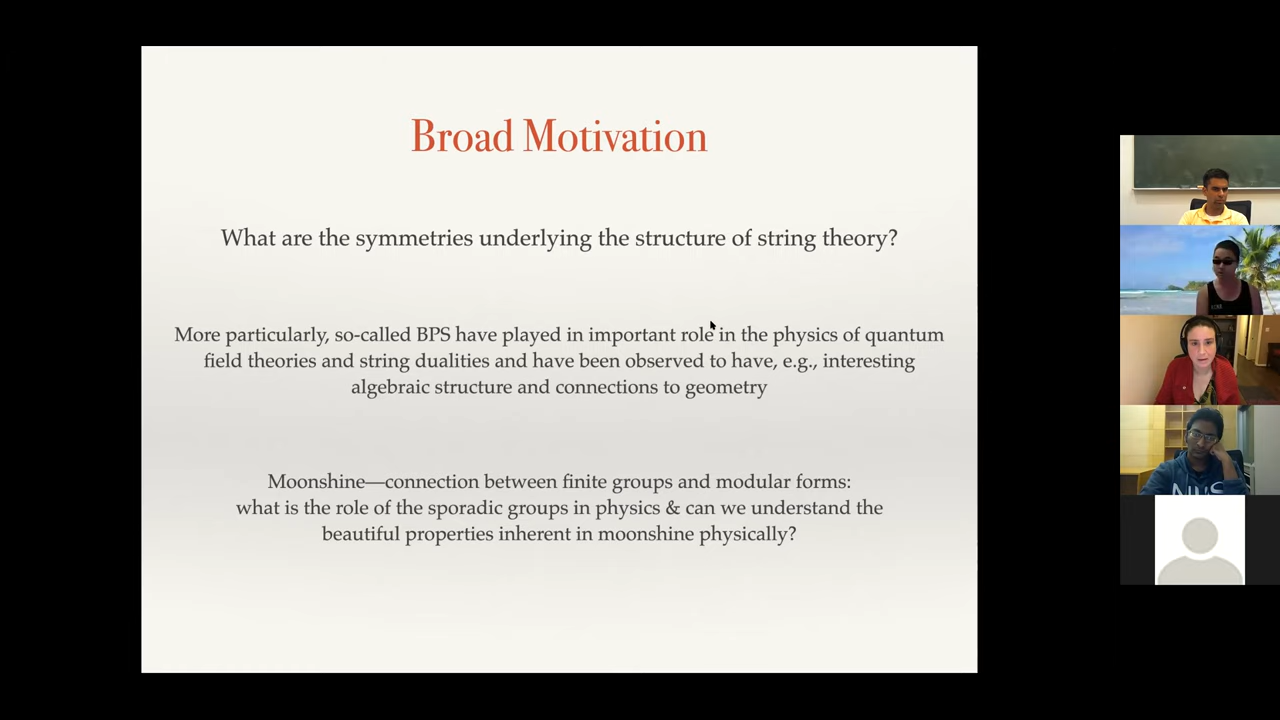 Broad Motivation
What are the symmetries underlying the structure of string theory?
More particularly, so-called BPS have played in important role in the physics of quantum
field theories and string dualities and have been observed to have, e.g., interesting
algebraic structure and connections to geometry
Moonshine—connection between finite groups and modular forms:
what is the role of the sporadic groups in physics & can we understand the
beautiful properties inherent in moonshine physically?